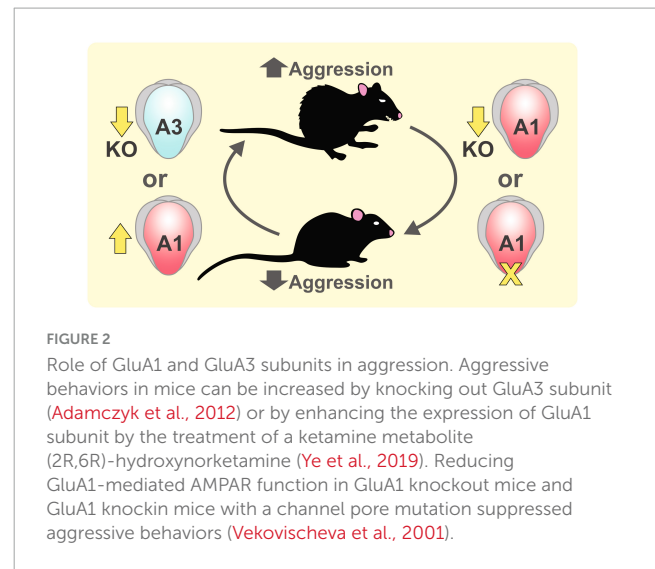 Aggression
A3
KO
or
A1
A1
KO
or
A1
X
Aggression
FIGURE 2
Role of GluA1 and GluA3 subunits in aggression. Aggressive
behaviors in mice can be increased by knocking out GluA3 subunit
(Adamczyk et al., 2012) or by enhancing the expression of GluA1
subunit by the treatment of a ketamine metabolite
(2R,6R)-hydroxynorketamine (Ye et al., 2019). Reducing
GluA1-mediated AMPAR function in GluA1 knockout mice and
GluA1 knockin mice with a channel pore mutation suppressed
aggressive behaviors (Vekovischeva et al., 2001).